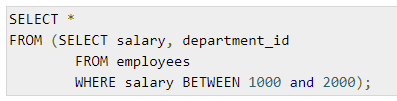 SELECT *
FROM (SELECT salary, department_id
        FROM employees
        WHERE salary BETWEEN 1000 and 2000);